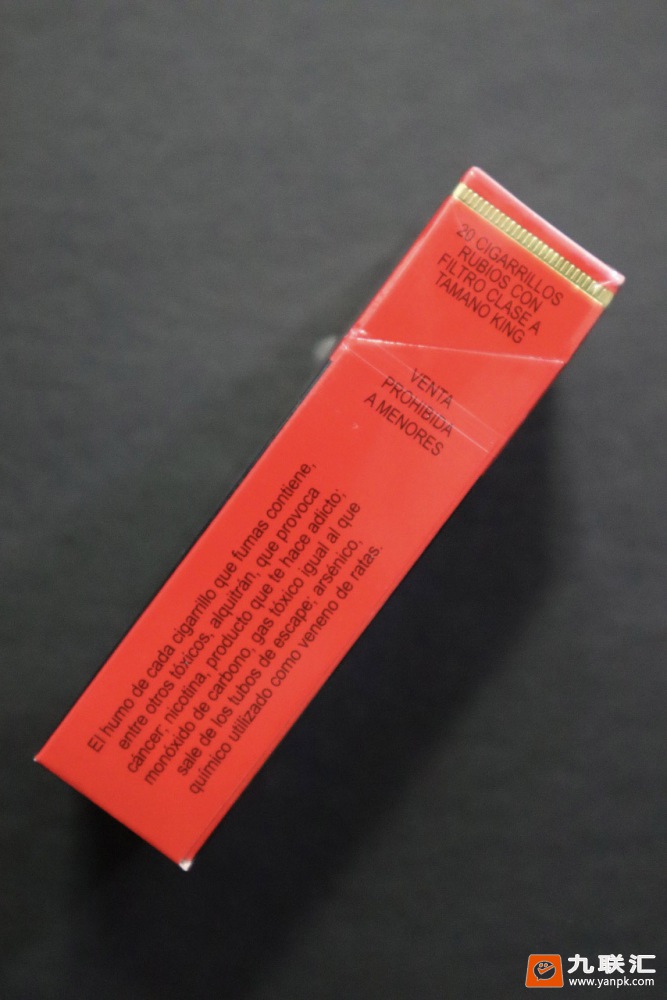 20 CIGARRILLOS
RUBIOS CON
FILTRO CLASE A
TAMANO KING
VENTA
PROHIBIDA
A MENORES
El humo de cada cigarrillo que fumas contiene,
entre otros tóxicos, alquitrán, que provoca
cáncer; nicotina, producto que te hace adicto;
monóxido de carbono, gas tóxico igual al que
sale de los tubos de escape; arsénico,
químico utilizado como veneno de ratas.
九联汇
www.yanpk.com